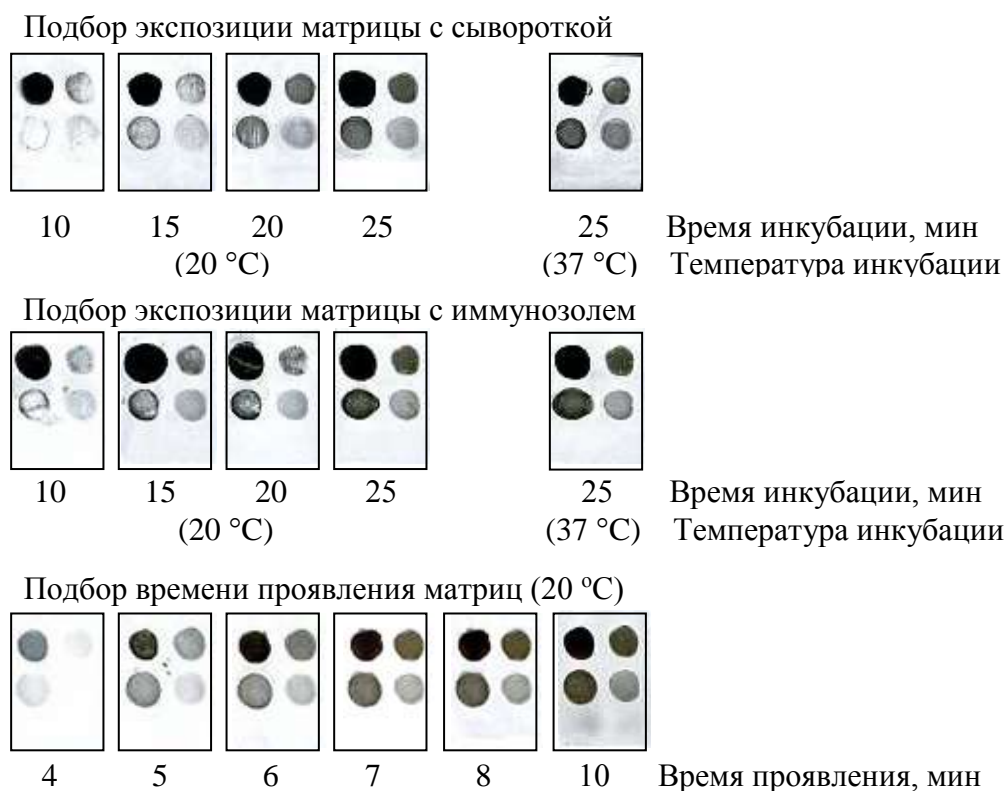 Подбор экспозиции матрицы с сывороткой
10 15 20 25 25 Время инкубации, мин
(20 °С) (37 °С) Температура инкубации
Подбор экспозиции матрицы с иммунозолем
10 15 20 25 25 Время инкубации, мин
(20 °С) (37 °С) Температура инкубации
Подбор времени проявления матриц (20 ºС)
4 5 6 7 8 10 Время проявления, мин